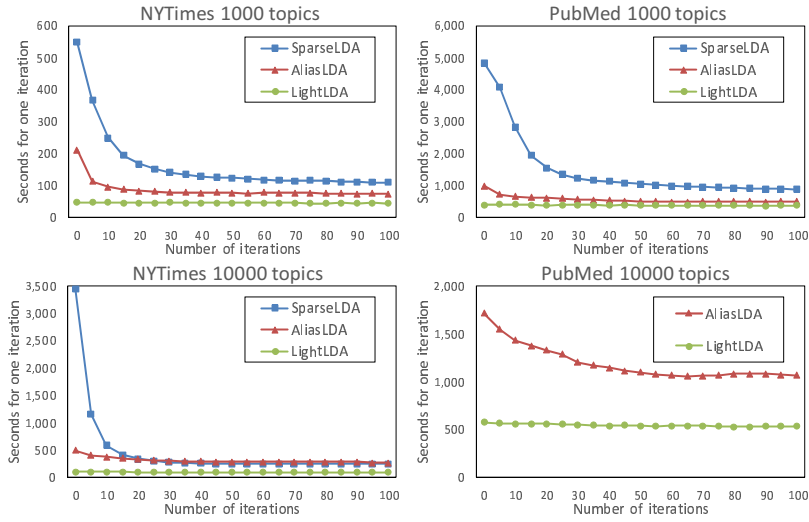 NYTimes 1000 topics
Seconds for one iteration
600
500
400
300
200
100
0
SparseLDA
AliasLDA
LightLDA
0 10 20 30 40 50 60 70 80 90 100
Number of iterations
PubMed 1000 topics
Seconds for one iteration
6,000
5,000
4,000
3,000
2,000
1,000
0
SparseLDA
AliasLDA
LightLDA
0 10 20 30 40 50 60 70 80 90 100
Number of iterations
NYTimes 10000 topics
Seconds for one iteration
3,500
3,000
2,500
2,000
1,500
1,000
500
0
SparseLDA
AliasLDA
LightLDA
0 10 20 30 40 50 60 70 80 90 100
Number of iterations
PubMed 10000 topics
Seconds for one iteration
2,000
1,500
1,000
500
0
AliasLDA
LightLDA
0 10 20 30 40 50 60 70 80 90 100
Number of iterations